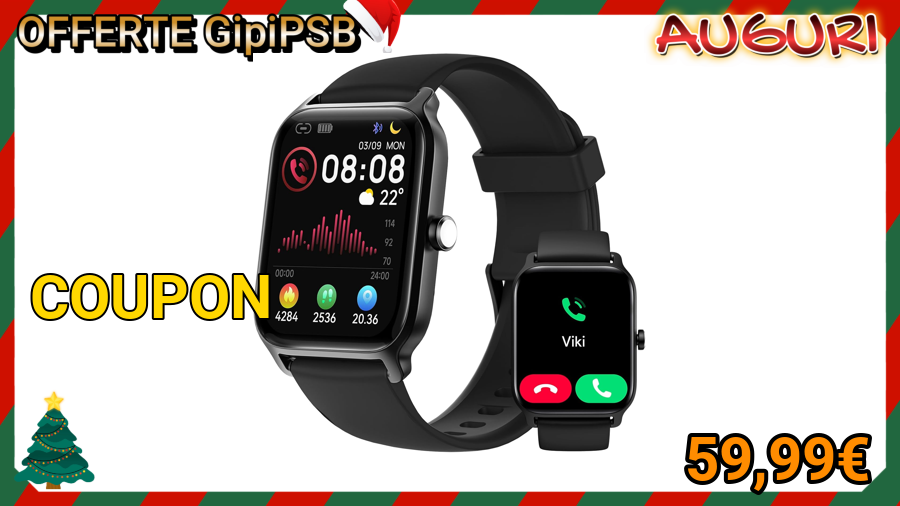 OFFERTE GipiPSB
AUGURI
03/09 MON
08:08
22°
114
92
70
00:00 24:00
4284 2536 20.36
COUPON
Viki
59,99€